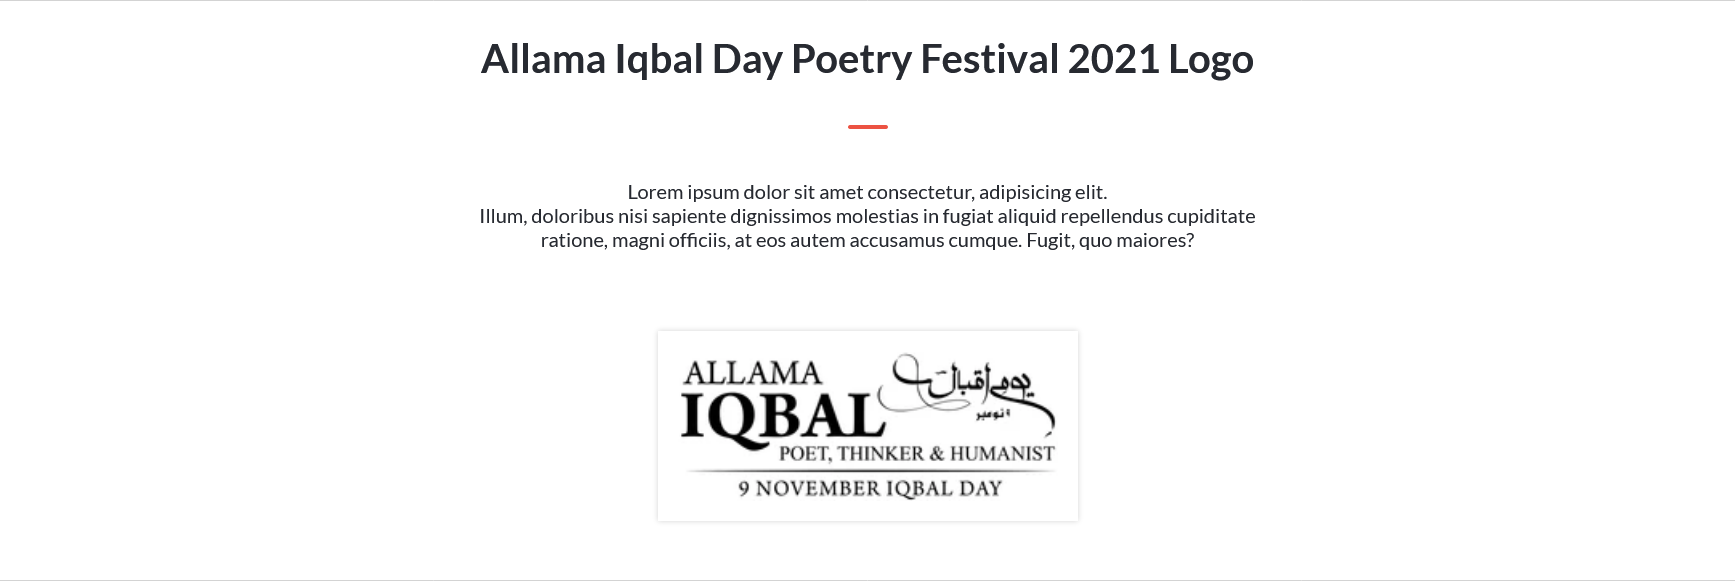 Allama Iqbal Day Poetry Festival 2021 Logo
Lorem ipsum dolor sit amet consectetur, adipisicing elit.
Illum, doloribus nisi sapiente dignissimos molestias in fugiat aliquid repellendus cupiditate
ratione, magni officiis, at eos autem accusamus cumque. Fugit, quo maiores?
ALLAMA
IQBAL
یوم اقبال
۹ نومبر
POET, THINKER & HUMANIST
9 NOVEMBER IQBAL DAY